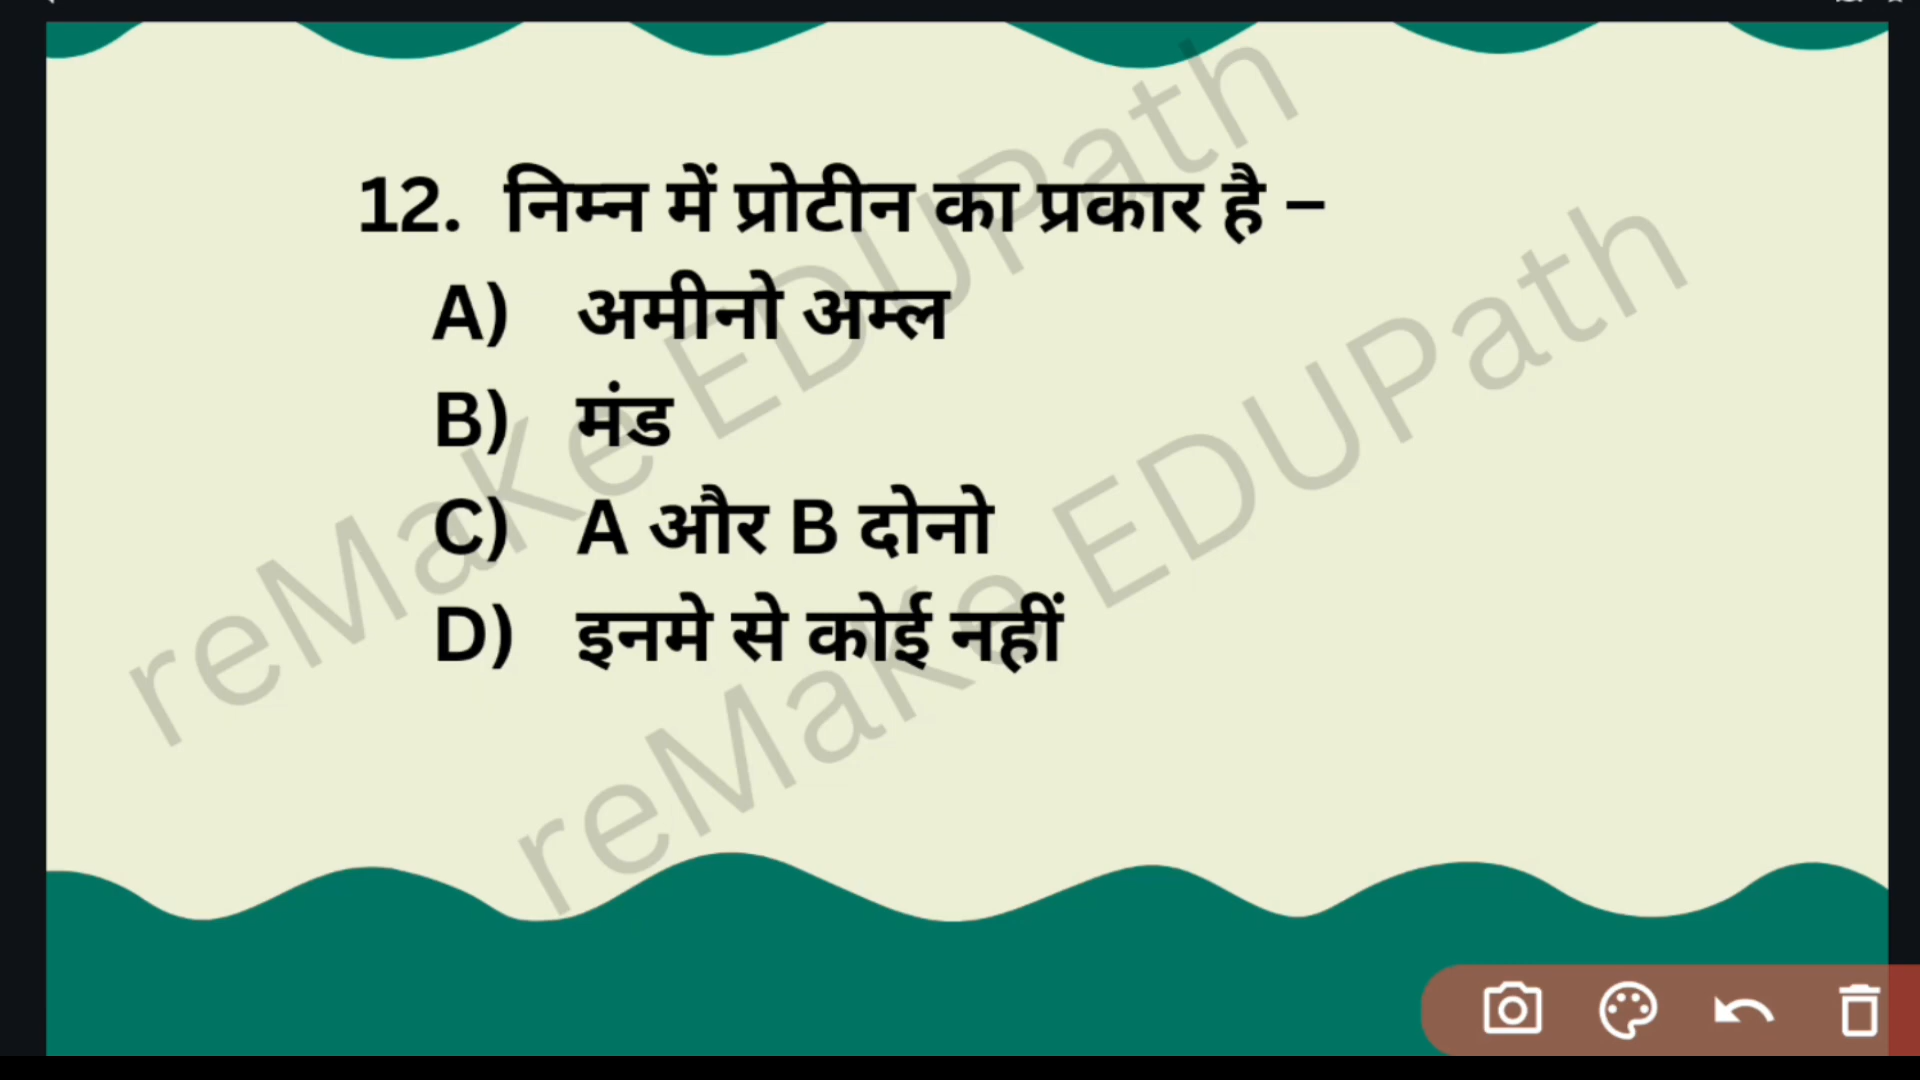 12. निम्न में प्रोटीन का प्रकार है –
A) अमीनो अम्ल
B) मंड
C) A और B दोनो
D) इनमे से कोई नहीं
reMaKe EDUPath
reMaKe EDUPath